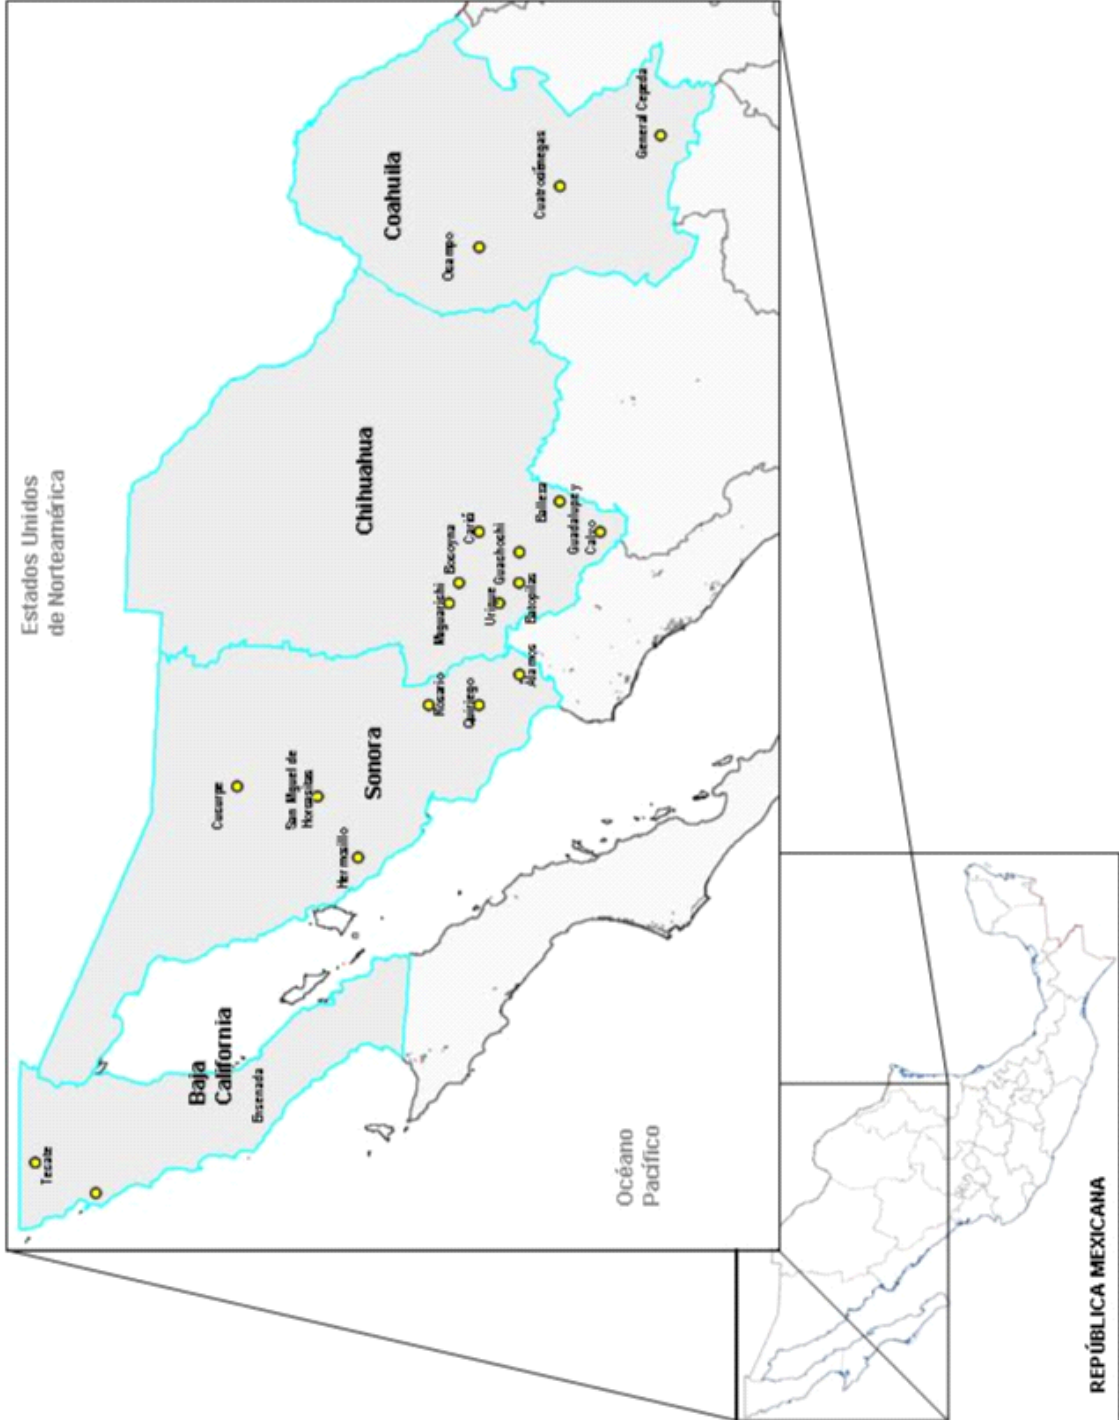 Estados Unidos
de Norteamérica
Tecate
Baja
California
Ensenada
Cucurpe
San Miguel de
Horcasitas
Hermosillo
Sonora
Rosario
Quiriego
Álamos
Chihuahua
Maguarichi
Bocoyna
Carichí
Urique
Guachochi
Batopilas
Balleza
Guadalupe y
Calvo
Coahuila
Ocampo
Cuatrociénegas
General Cepeda
Océano
Pacífico
REPÚBLICA MEXICANA